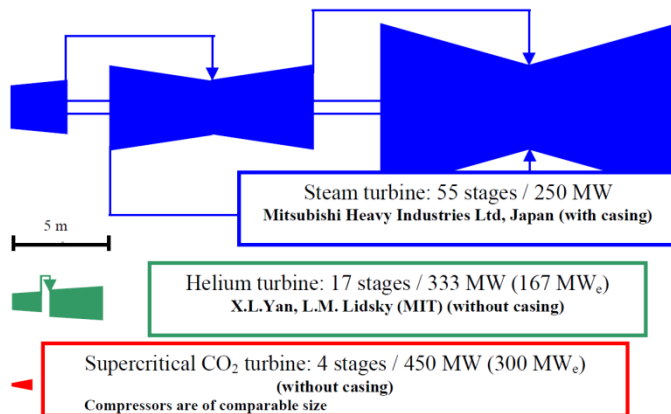 Steam turbine: 55 stages / 250 MW
Mitsubishi Heavy Industries Ltd, Japan (with casing)
5 m
Helium turbine: 17 stages / 333 MW (167 MWₑ)
X.L.Yan, L.M. Lidsky (MIT) (without casing)
Supercritical CO₂ turbine: 4 stages / 450 MW (300 MWₑ)
(without casing)
Compressors are of comparable size